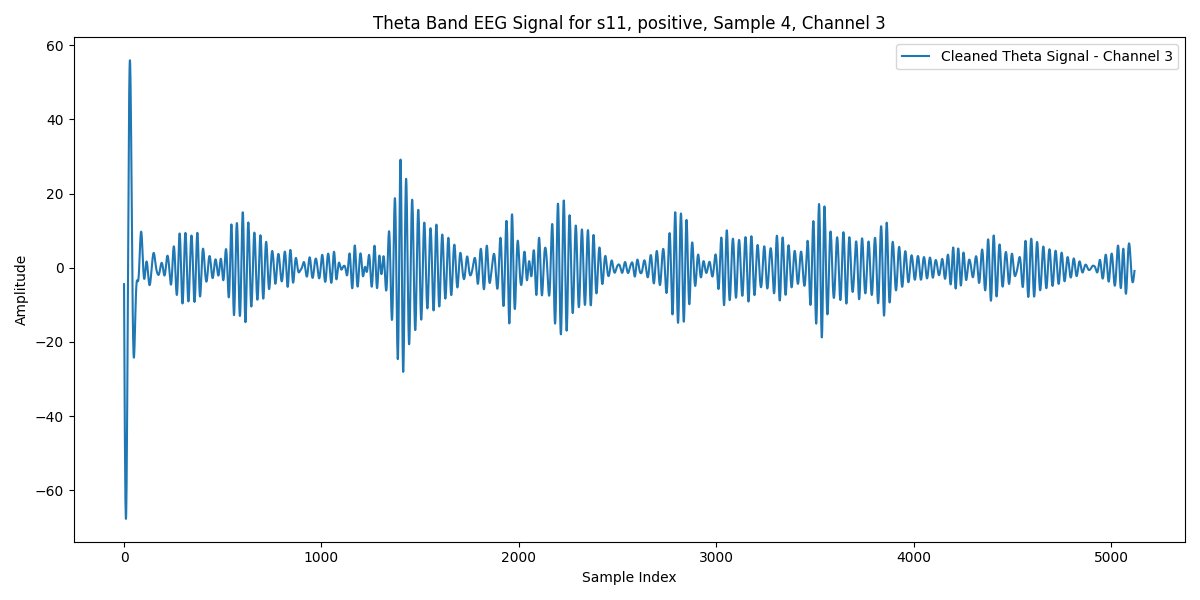 Theta Band EEG Signal for s11, positive, Sample 4, Channel 3
Cleaned Theta Signal - Channel 3
60
40
20
0
−20
−40
−60
Amplitude
0 1000 2000 3000 4000 5000
Sample Index